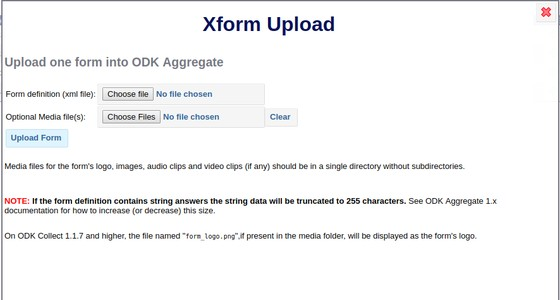 Xform Upload
Upload one form into ODK Aggregate
Form definition (xml file): Choose file No file chosen
Optional Media file(s): Choose Files No file chosen Clear
Upload Form
Media files for the form's logo, images, audio clips and video clips (if any) should be in a single directory without subdirectories.
NOTE: If the form definition contains string answers the string data will be truncated to 255 characters. See ODK Aggregate 1.x
documentation for how to increase (or decrease) this size.
On ODK Collect 1.1.7 and higher, the file named "form_logo.png",if present in the media folder, will be displayed as the form's logo.